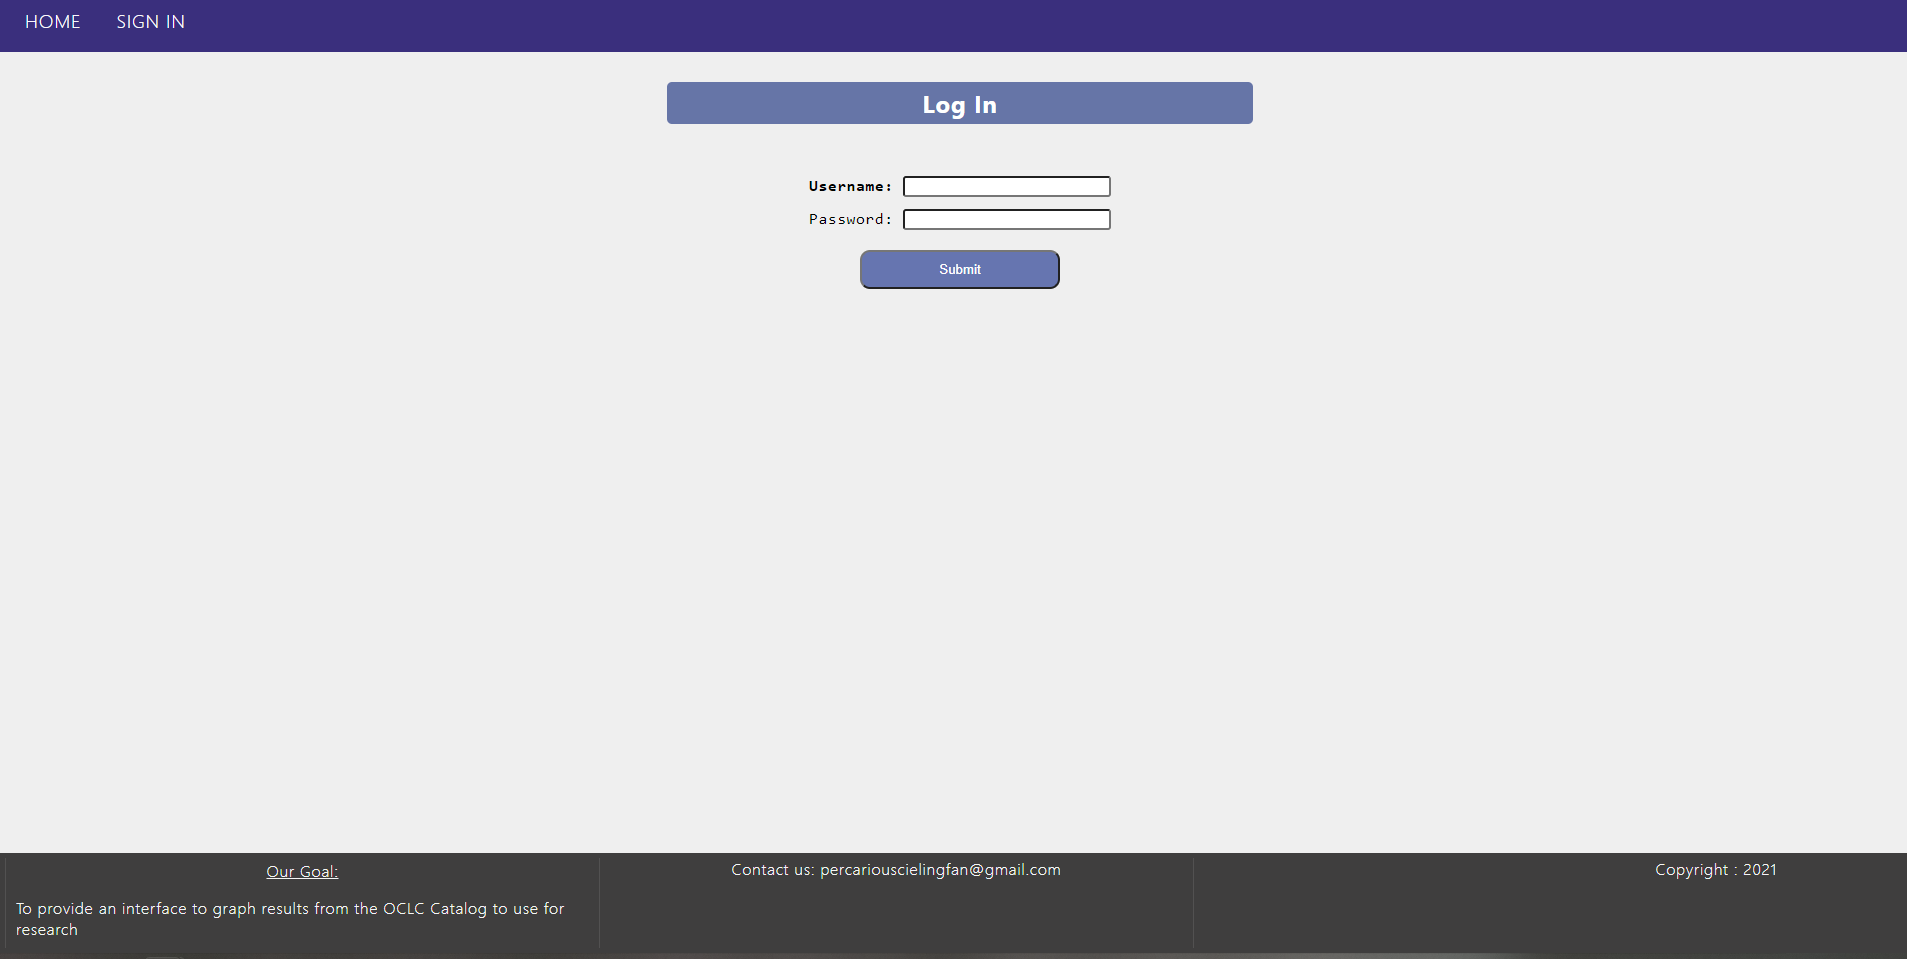 HOME SIGN IN
Log In
Username:
Password:
Submit
Our Goal:
To provide an interface to graph results from the OCLC Catalog to use for
research
Contact us: percariouscielingfan@gmail.com
Copyright : 2021